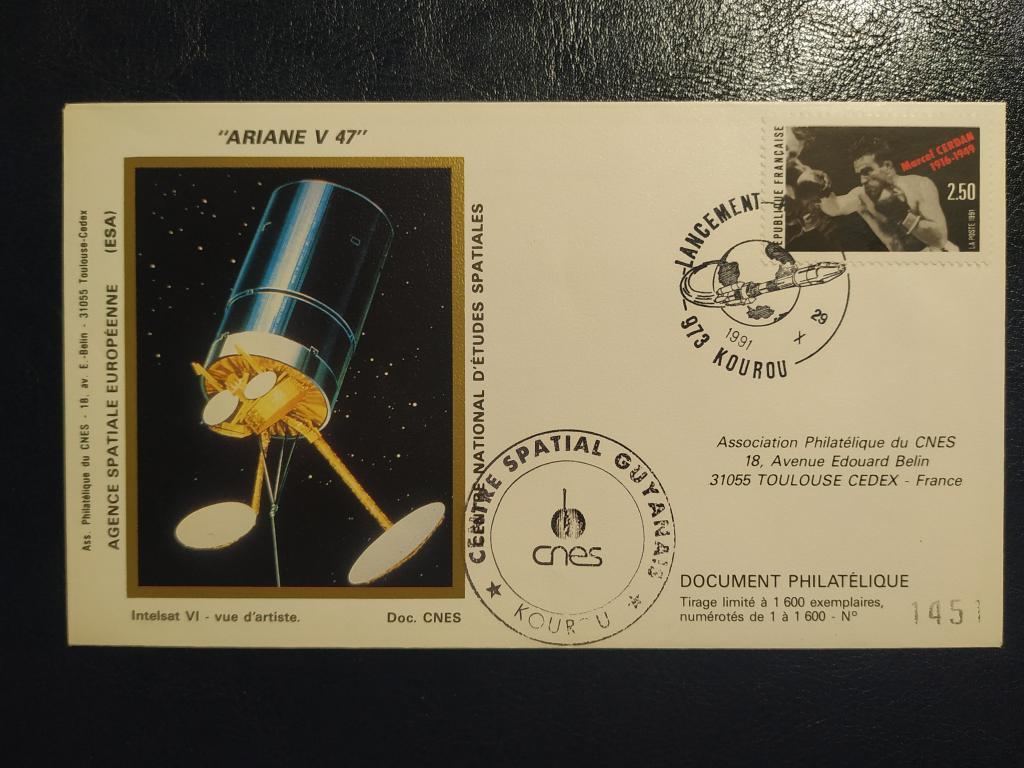 "ARIANE V 47"
Ass. Philatélique du CNES - 18, av. E.-Belin - 31055 Toulouse-Cedex
AGENCE SPATIALE EUROPÉENNE (ESA)
CENTRE NATIONAL D'ÉTUDES SPATIALES
Intelsat VI - vue d'artiste.
Doc. CNES
RÉPUBLIQUE FRANÇAISE
Marcel CERDAN
1916-1949
2.50
LA POSTE 1991
LANCEMENT
29
X
1991
973 KOUROU
CENTRE SPATIAL GUYANAIS
cnes
Association Philatélique du CNES
18, Avenue Edouard Belin
31055 TOULOUSE CEDEX - France
DOCUMENT PHILATÉLIQUE
Tirage limité à 1 600 exemplaires,
numérotés de 1 à 1 600 - Nº
1451